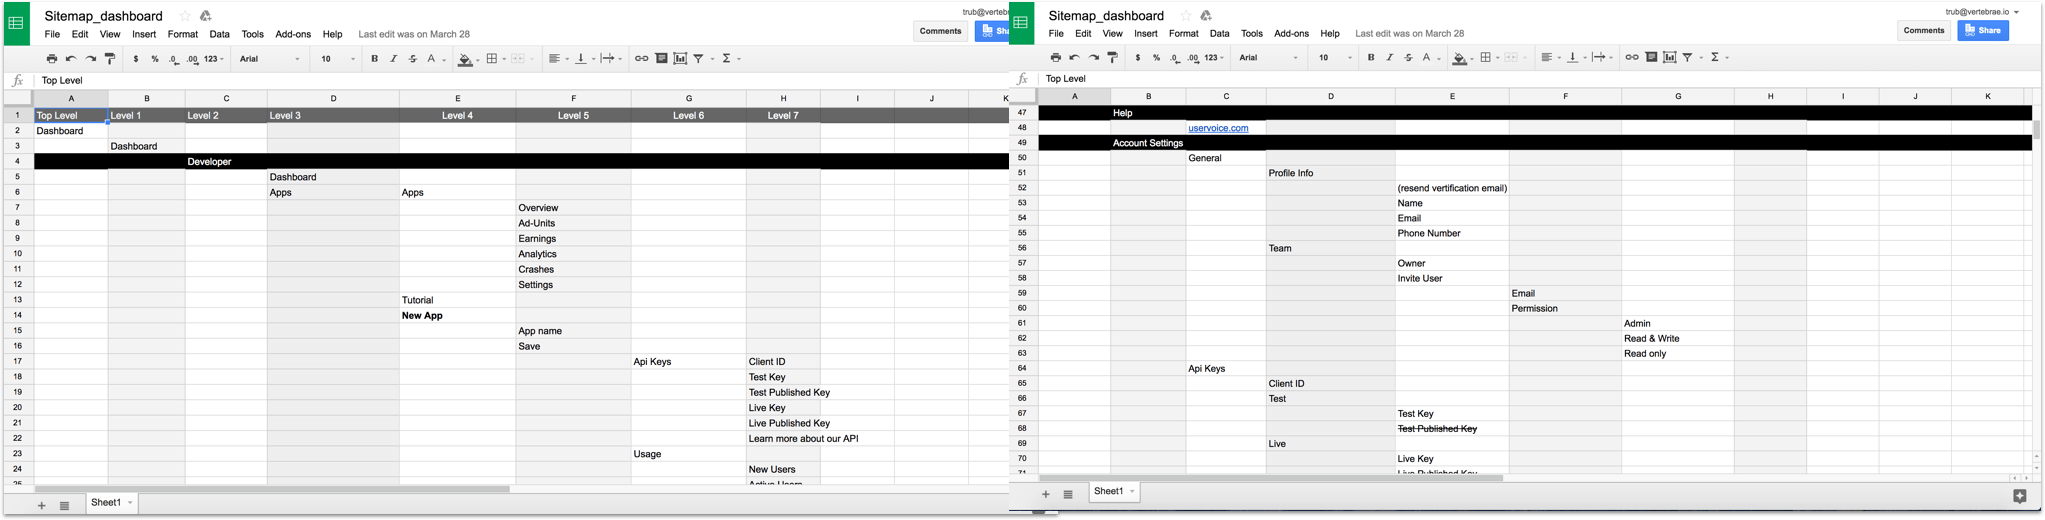 Sitemap_dashboard
trub@vertebr
File Edit View Insert Format Data Tools Add-ons Help Last edit was on March 28
Comments
$ % .0 .00 123 Arial 10 B I S A
fx Top Level
A B C D E F G H I J K
1 Top Level Level 1 Level 2 Level 3 Level 4 Level 5 Level 6 Level 7
2 Dashboard
3 Dashboard
4 Developer
5 Dashboard
6 Apps Apps
7 Overview
8 Ad-Units
9 Earnings
10 Analytics
11 Crashes
12 Settings
13 Tutorial
14 New App
15 App name
16 Save
17 Api Keys Client ID
18 Test Key
19 Test Published Key
20 Live Key
21 Live Published Key
22 Learn more about our API
23 Usage
24 New Users
25 Active Users
Sheet1
Sitemap_dashboard
trub@vertebrae.io
File Edit View Insert Format Data Tools Add-ons Help Last edit was on March 28
Comments Share
$ % .0 .00 123 Arial 10 B I S A
fx Top Level
A B C D E F G H I J K
47 Help
48 uservoice.com
49 Account Settings
50 General
51 Profile Info
52 (resend vertification email)
53 Name
54 Email
55 Phone Number
56 Team
57 Owner
58 Invite User
59 Email
60 Permission
61 Admin
62 Read & Write
63 Read only
64 Api Keys
65 Client ID
66 Test
67 Test Key
68 Test Published Key
69 Live
70 Live Key
71 Live Published Key
Sheet1